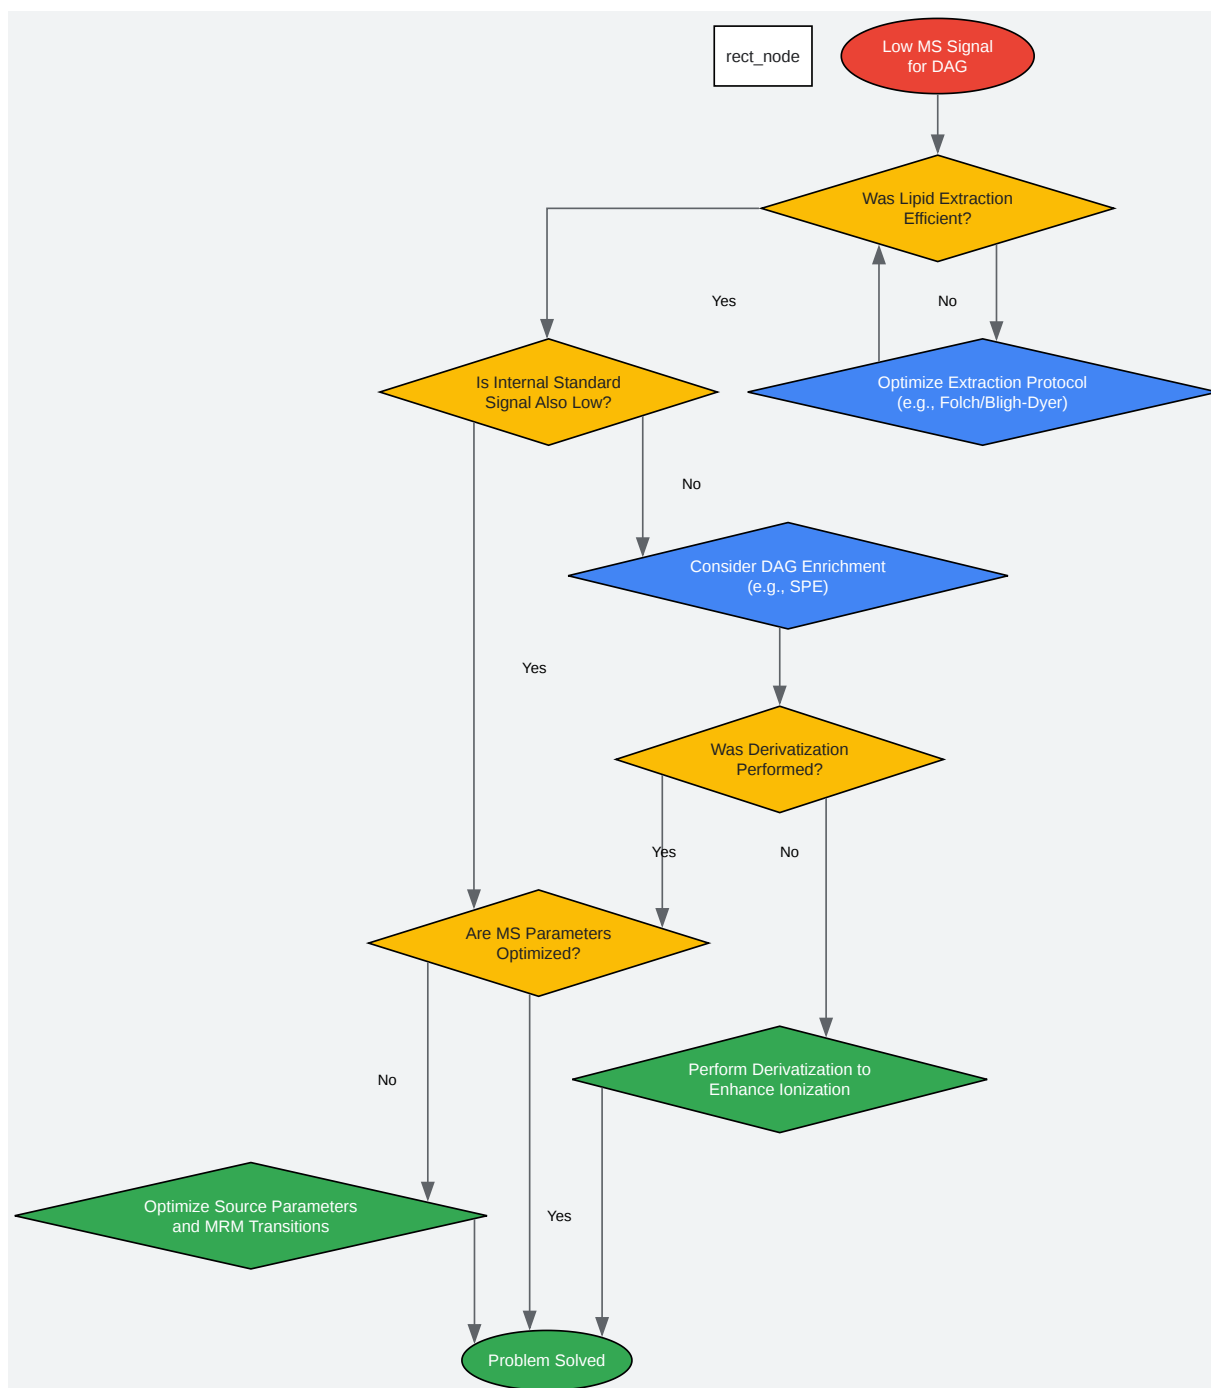 rect_node
Low MS Signal
for DAG
Was Lipid Extraction
Efficient?
Yes
No
Is Internal Standard
Signal Also Low?
Optimize Extraction Protocol
(e.g., Folch/Bligh-Dyer)
No
Consider DAG Enrichment
(e.g., SPE)
Yes
Was Derivatization
Performed?
Yes
No
Are MS Parameters
Optimized?
No
Perform Derivatization to
Enhance Ionization
Optimize Source Parameters
and MRM Transitions
Yes
Problem Solved